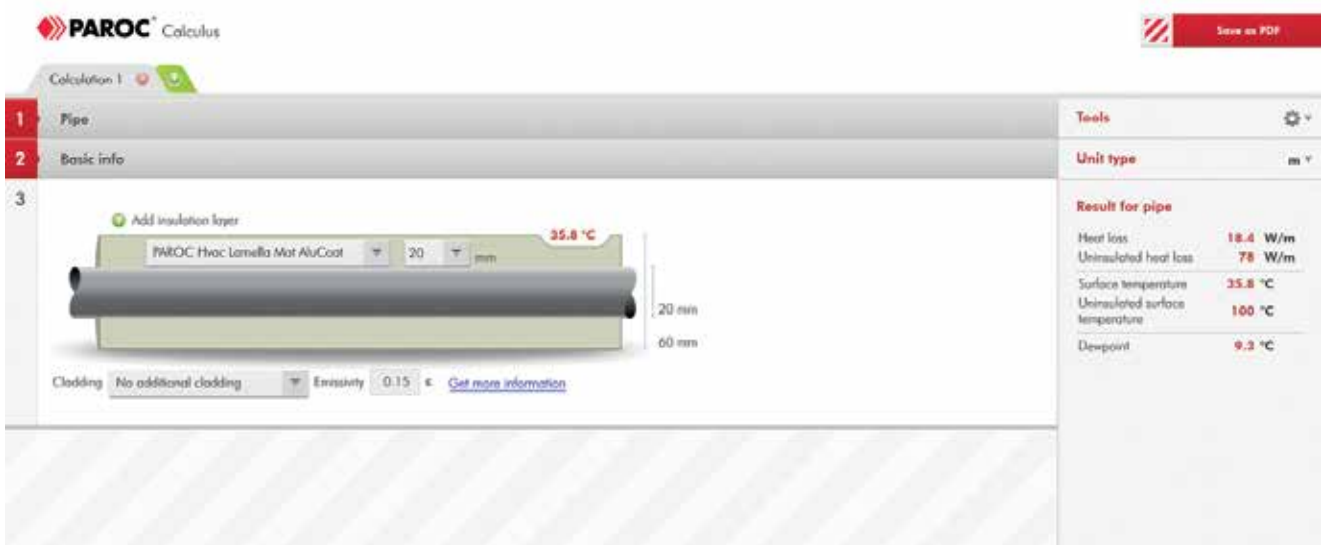 PAROC® Calculus
Save as PDF
Calculation 1
1 Pipe
Tools
2 Basic info
Unit type m
3
Add insulation layer
35.8 °C
PAROC Hvac Lamella Mat AluCoat 20 mm
20 mm
60 mm
Cladding No additional cladding Emissivity 0.15 ε Get more information
Result for pipe
Heat loss 18.4 W/m
Uninsulated heat loss 78 W/m
Surface temperature 35.8 °C
Uninsulated surface
temperature 100 °C
Dewpoint 9.3 °C